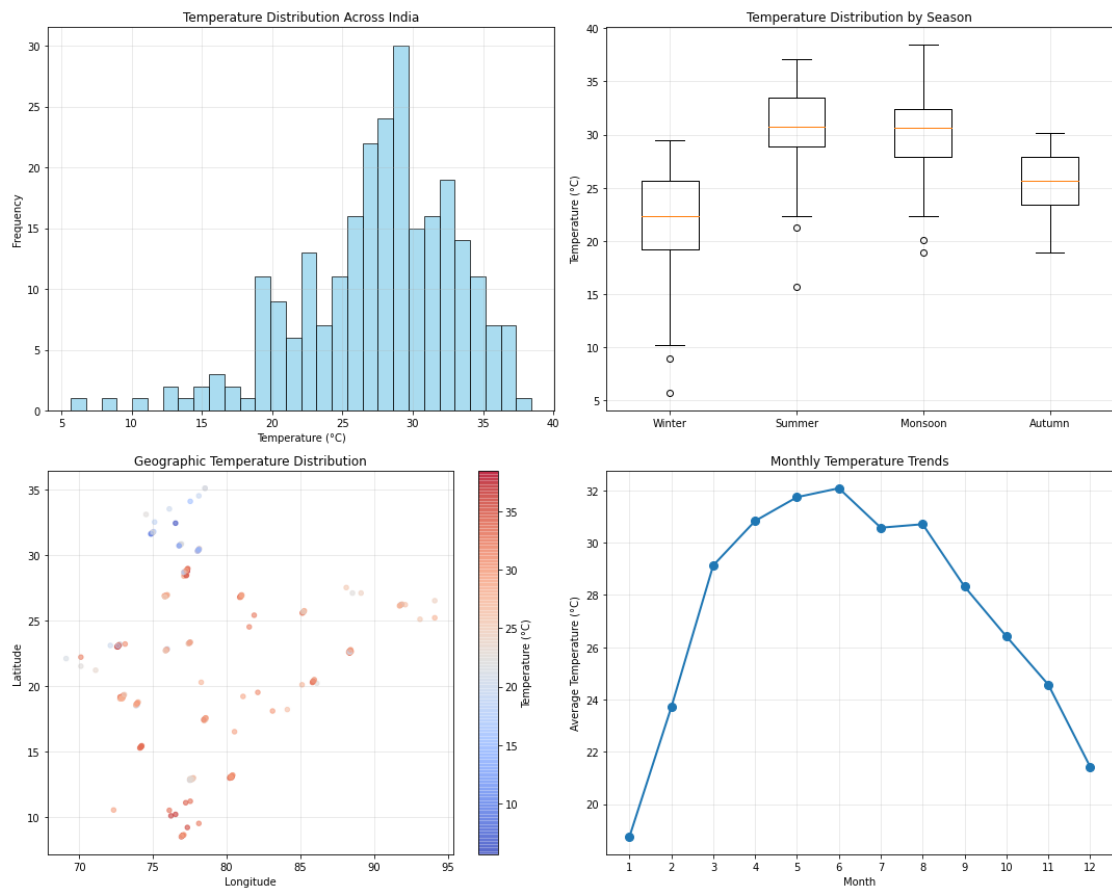 Temperature Distribution Across India
30
25
20
15
10
5
0
Frequency
5 10 15 20 25 30 35 40
Temperature (°C)
Temperature Distribution by Season
40
35
30
25
20
15
10
5
Temperature (°C)
Winter Summer Monsoon Autumn
Geographic Temperature Distribution
35
30
25
20
15
10
Latitude
70 75 80 85 90 95
Longitude
35
30
25
20
15
10
Temperature (°C)
Monthly Temperature Trends
32
30
28
26
24
22
20
Average Temperature (°C)
1 2 3 4 5 6 7 8 9 10 11 12
Month